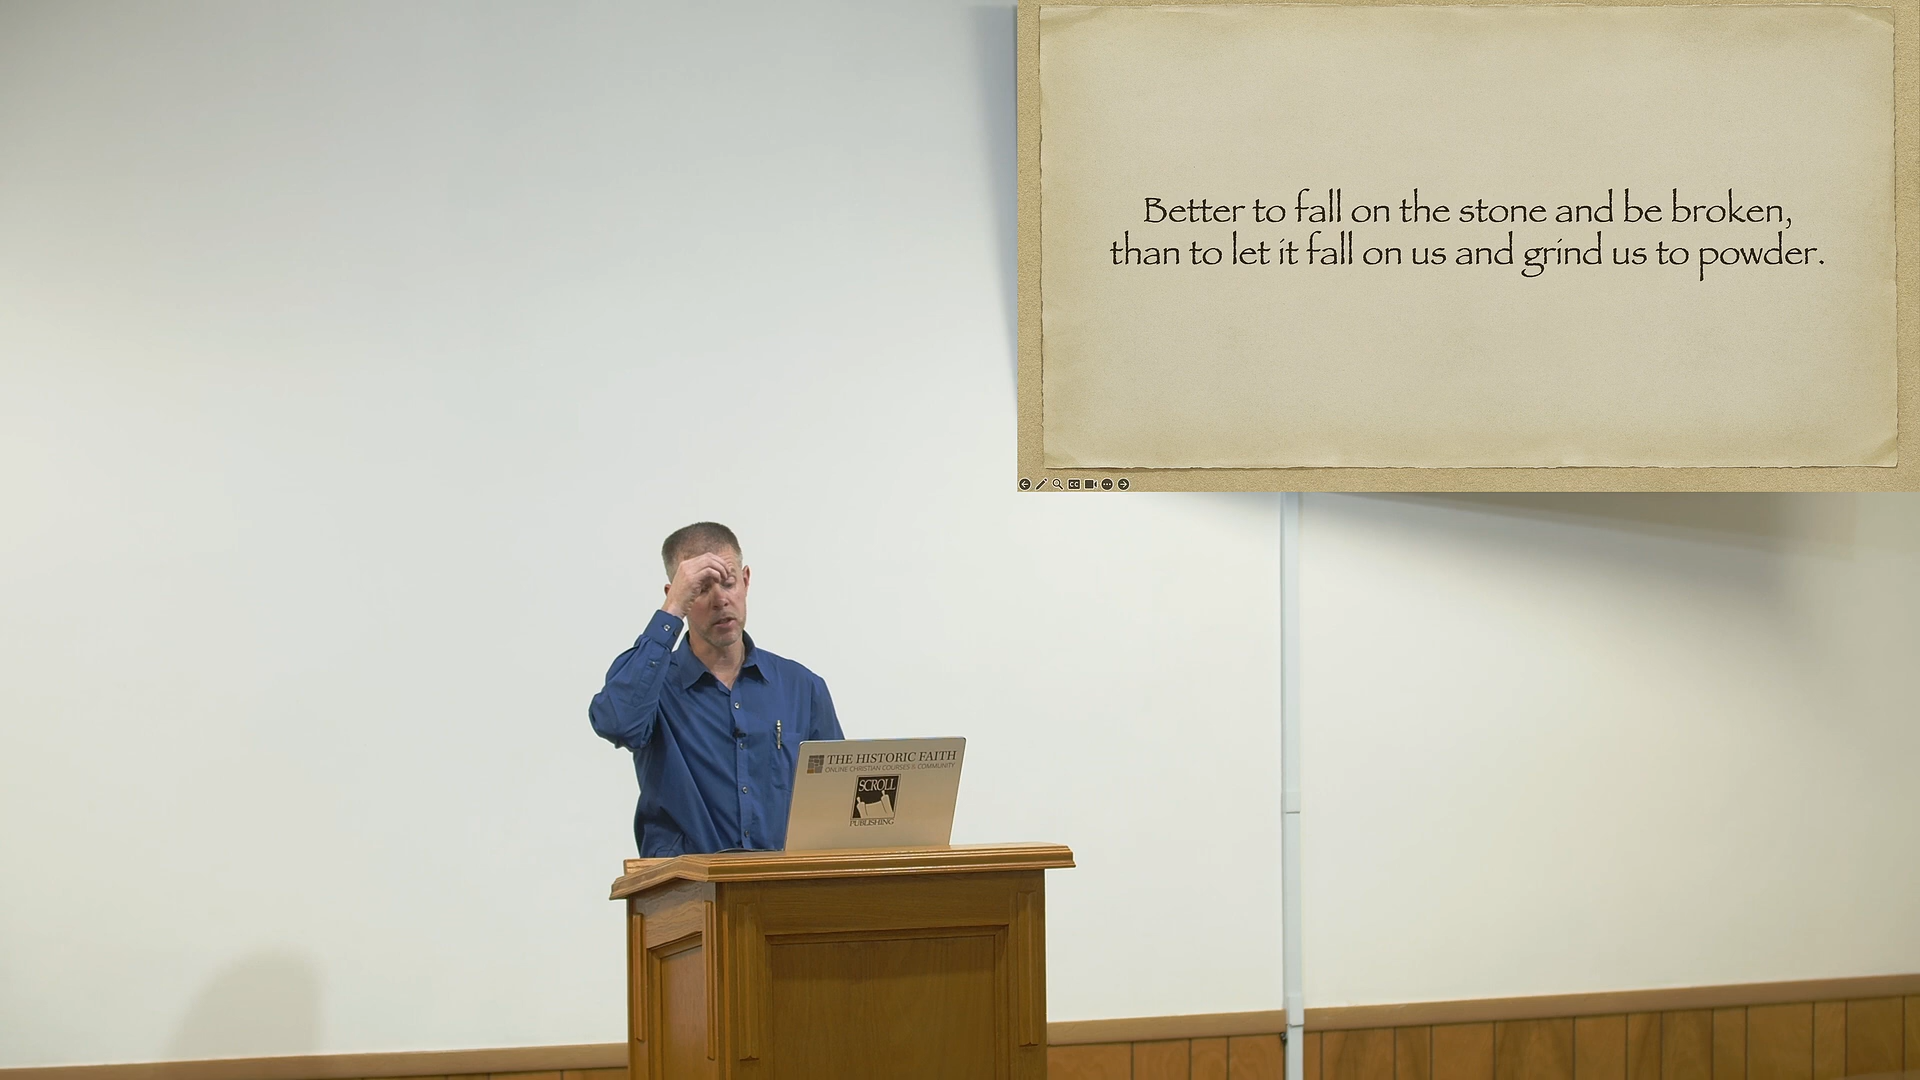 Better to fall on the stone and be broken,
than to let it fall on us and grind us to powder.
THE HISTORIC FAITH
ONLINE CHRISTIAN COURSES & COMMUNITY
SCROLL
PUBLISHING